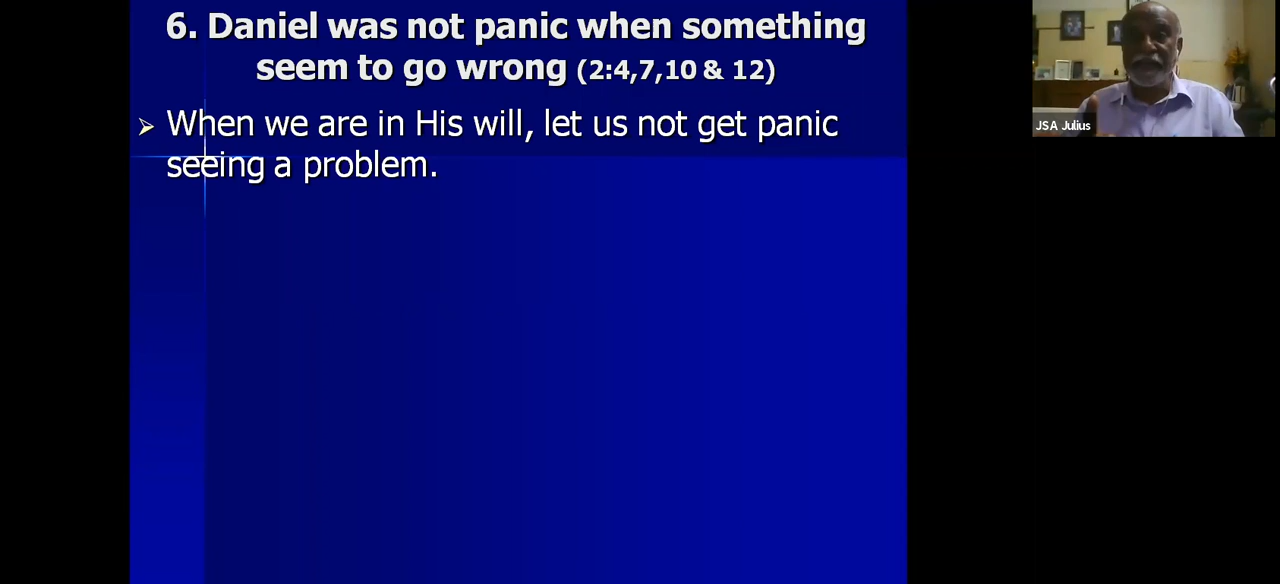 6. Daniel was not panic when something
seem to go wrong (2:4,7,10 & 12)
When we are in His will, let us not get panic
seeing a problem.
JSA Julius